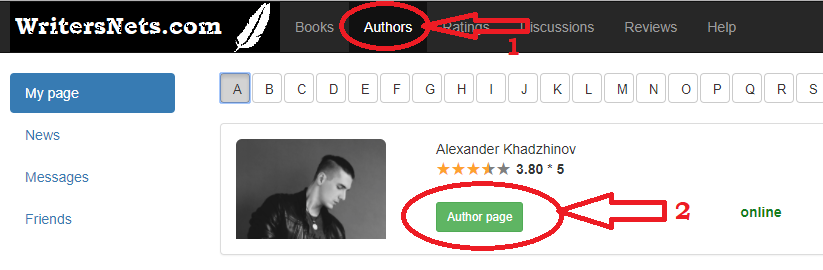 WritersNets.com Books Authors Ratings Discussions Reviews Help
1
My page A B C D E F G H I J K L M N O P Q R S
News
Alexander Khadzhinov
3.80 * 5
Messages
Friends
Author page 2 online